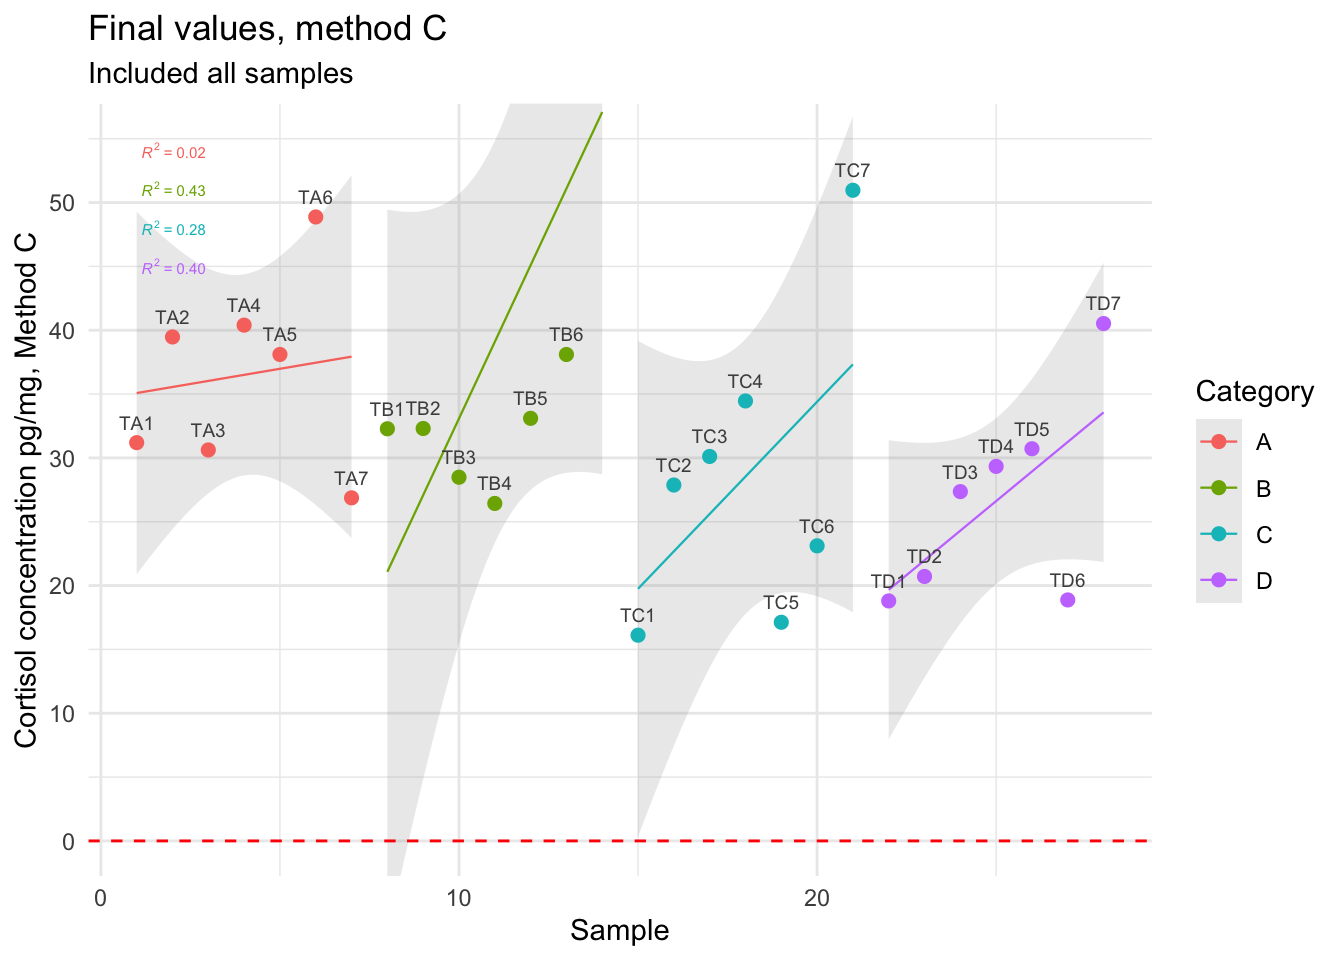 Final values, method C
Included all samples
Cortisol concentration pg/mg, Method C
50
40
30
20
10
0
R² = 0.02
R² = 0.43
R² = 0.28
R² = 0.40
TA1
TA2
TA3
TA4
TA5
TA6
TA7
TB1
TB2
TB3
TB4
TB5
TB6
TC1
TC2
TC3
TC4
TC5
TC6
TC7
TD1
TD2
TD3
TD4
TD5
TD6
TD7
0
10
20
Sample
Category
A
B
C
D